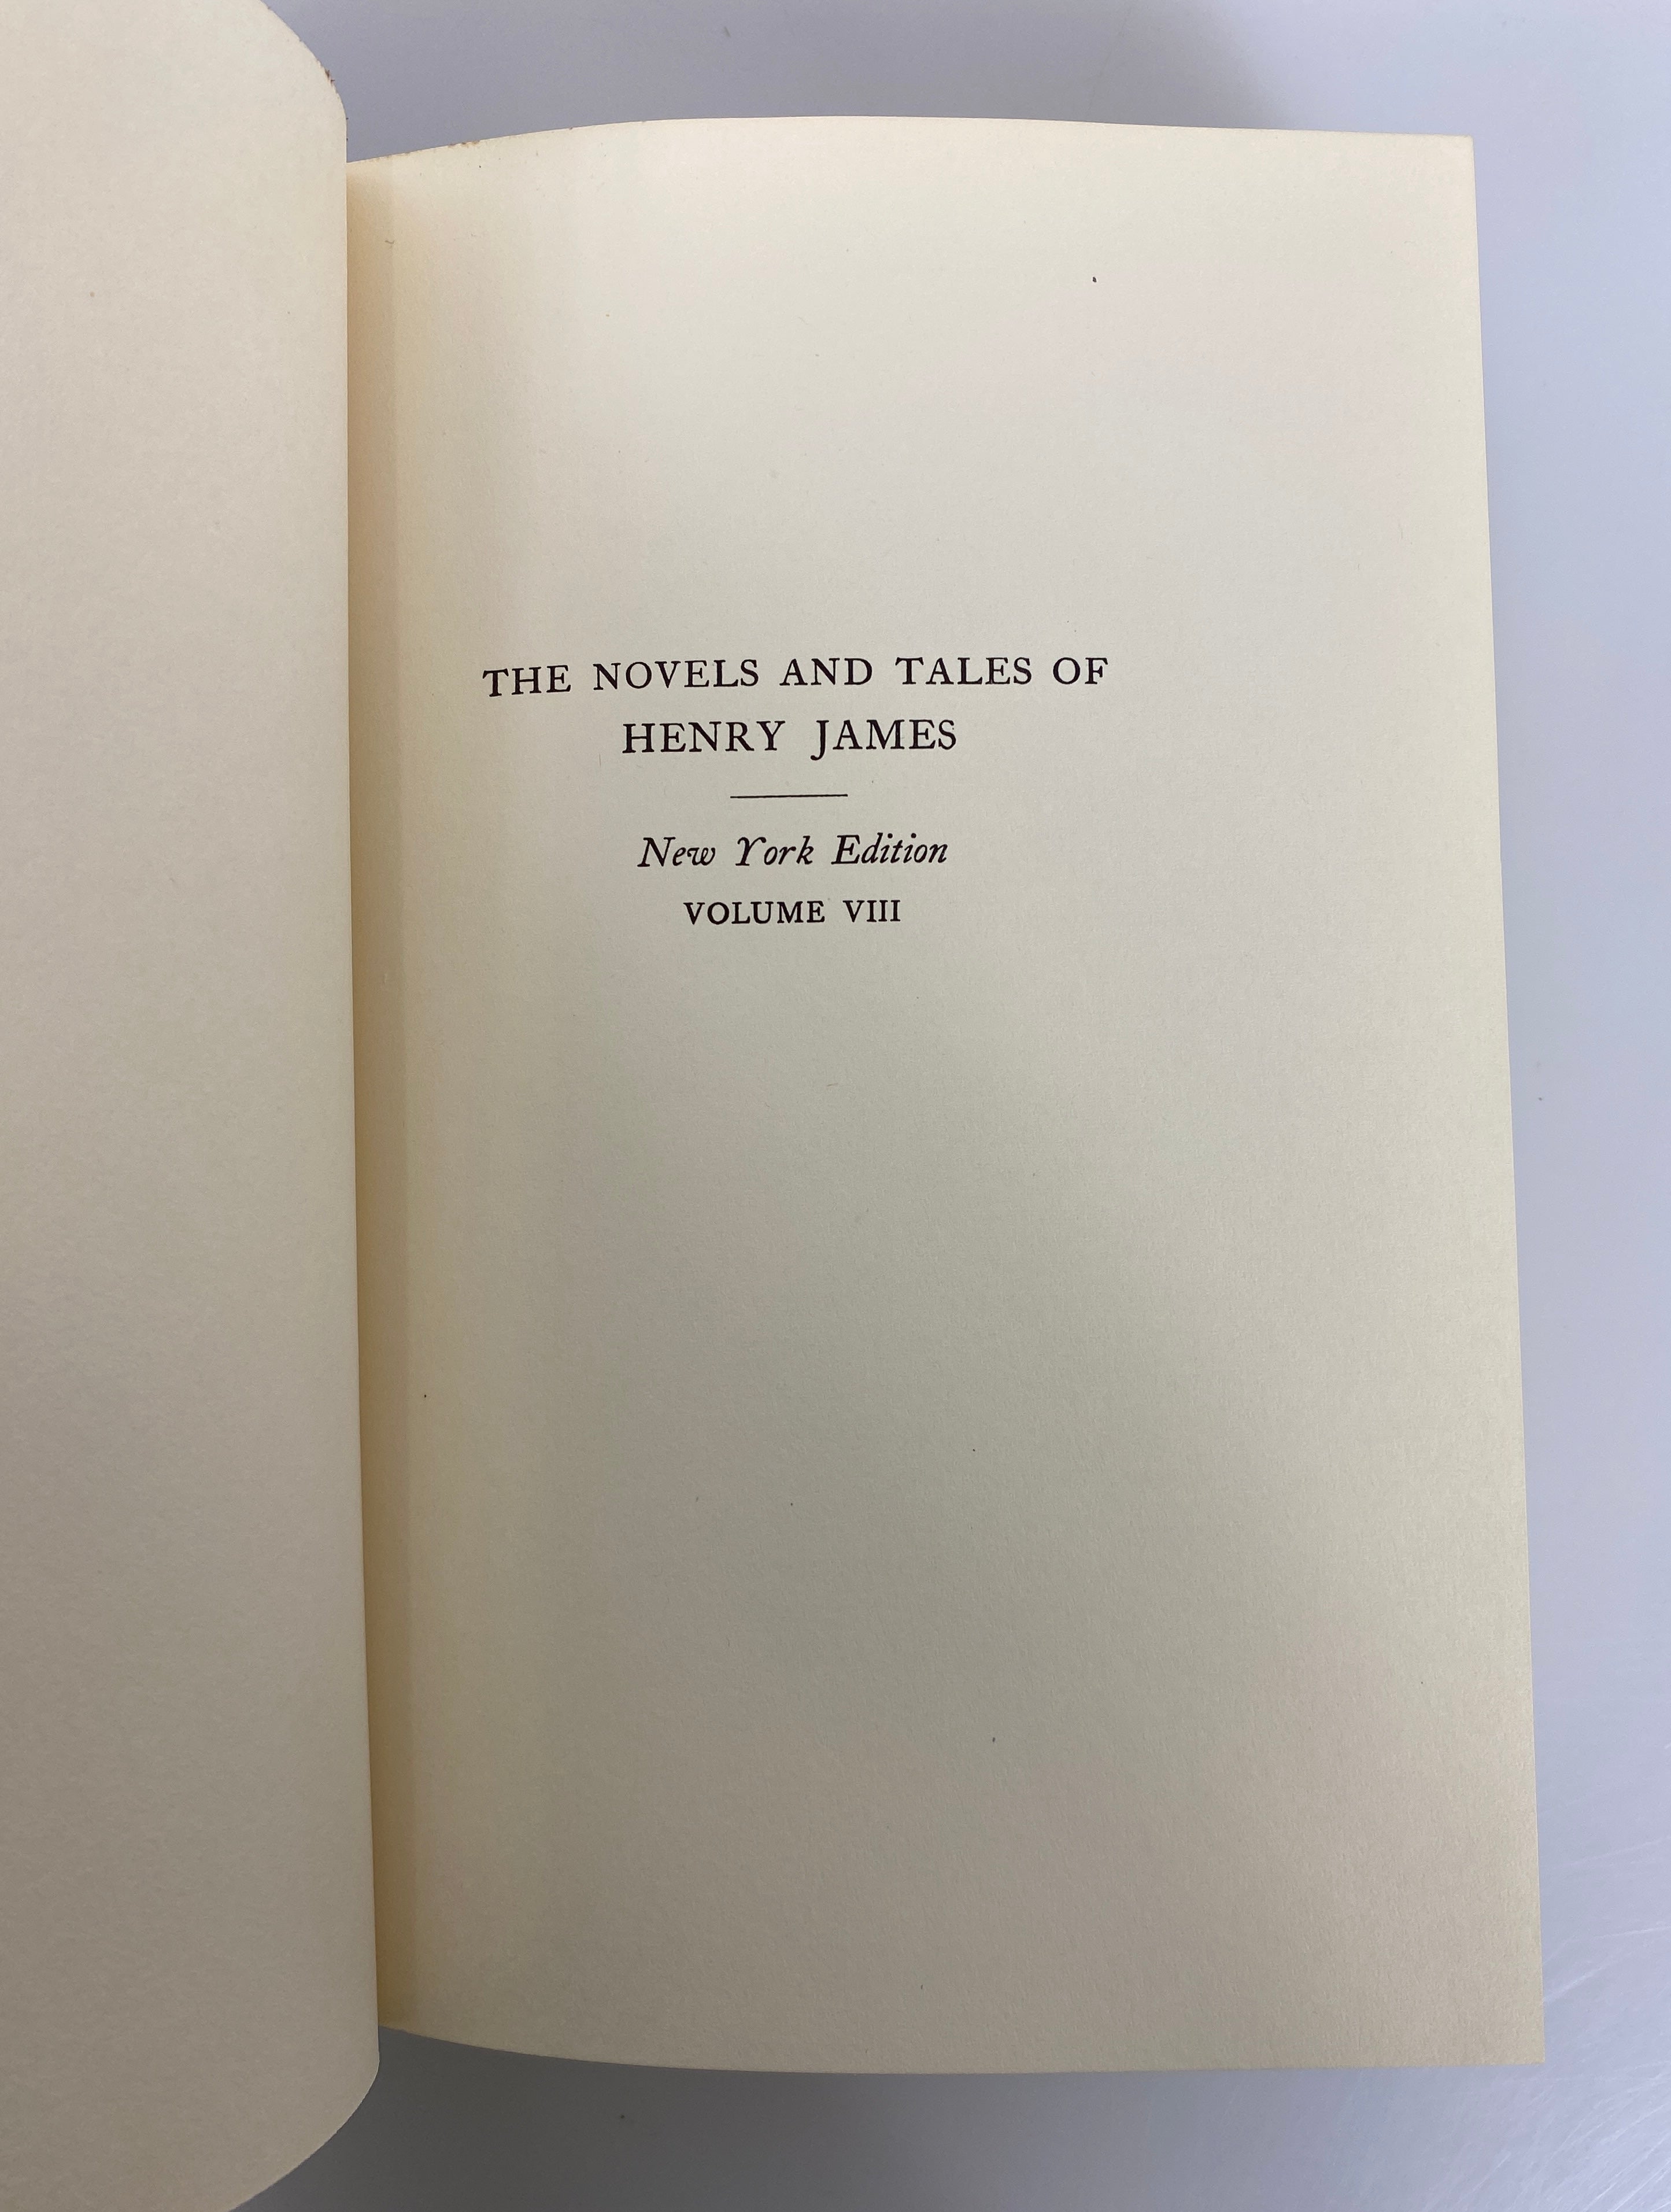 THE NOVELS AND TALES OF
HENRY JAMES
New York Edition
VOLUME VIII